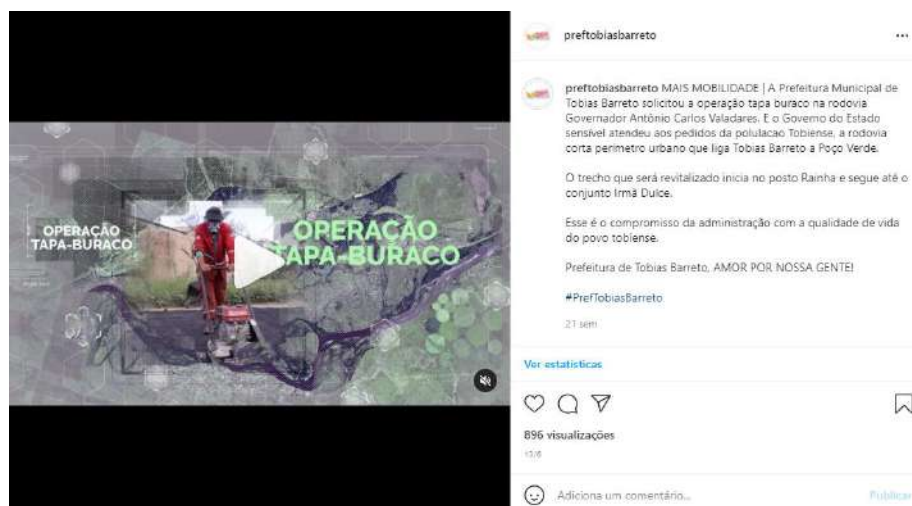 OPERAÇÃO
TAPA-BURACO
OPERAÇÃO
TAPA-BURACO
preftobiasbarreto
preftobiasbarreto MAIS MOBILIDADE | A Prefeitura Municipal de
Tobias Barreto solicitou a operação tapa buraco na rodovia
Governador Antônio Carlos Valadares. E o Governo do Estado
sensível atendeu aos pedidos da polulacao Tobiense, a rodovia
corta perimetro urbano que liga Tobias Barreto a Poço Verde.
O trecho que será revitalizado inicia no posto Rainha e segue até o
conjunto Irmã Dulce.
Esse é o compromisso da administração com a qualidade de vida
do povo tobiense.
Prefeitura de Tobias Barreto, AMOR POR NOSSA GENTE!
#PrefTobiasBarreto
21 sem
Ver estatísticas
896 visualizações
Adiciona um comentário...
Publicar